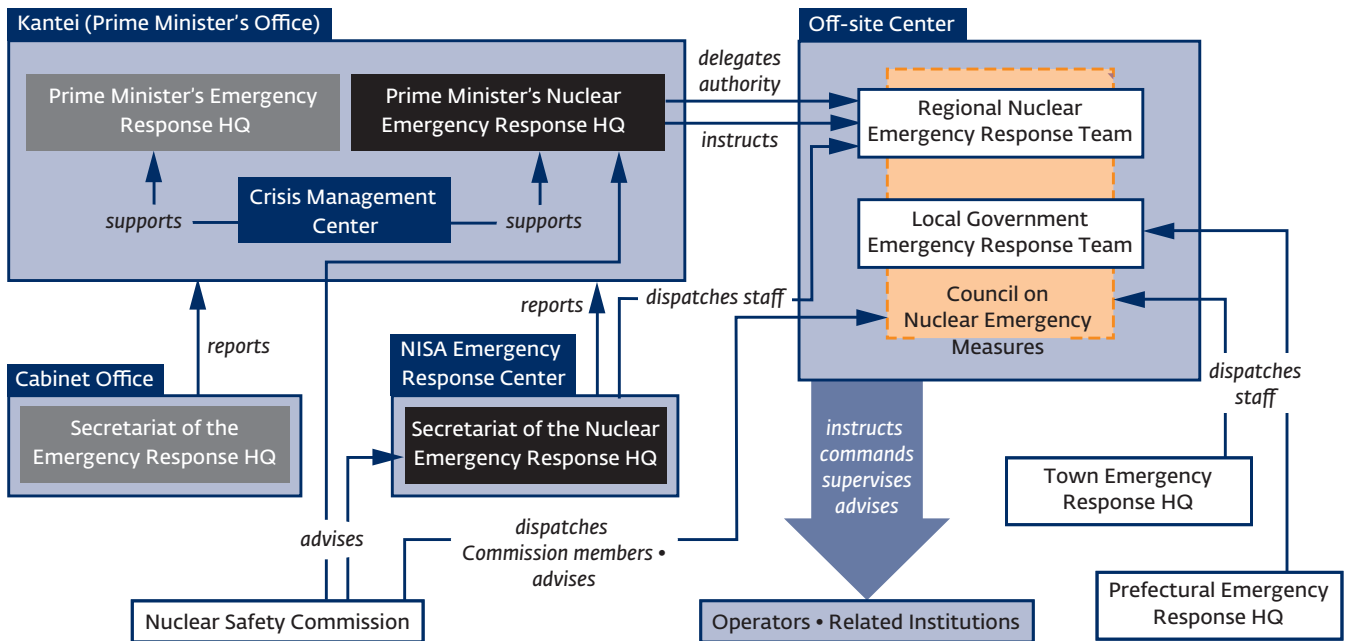 Kantei (Prime Minister's Office)
Prime Minister's Emergency
Response HQ
Prime Minister's Nuclear
Emergency Response HQ
supports
Crisis Management
Center
supports
delegates
authority
instructs
Off-site Center
Regional Nuclear
Emergency Response Team
Local Government
Emergency Response Team
Council on
Nuclear Emergency
Measures
reports
reports
dispatches staff
Cabinet Office
Secretariat of the
Emergency Response HQ
NISA Emergency
Response Center
Secretariat of the Nuclear
Emergency Response HQ
instructs
commands
supervises
advises
dispatches
staff
Town Emergency
Response HQ
advises
dispatches
Commission members •
advises
Nuclear Safety Commission
Operators • Related Institutions
Prefectural Emergency
Response HQ